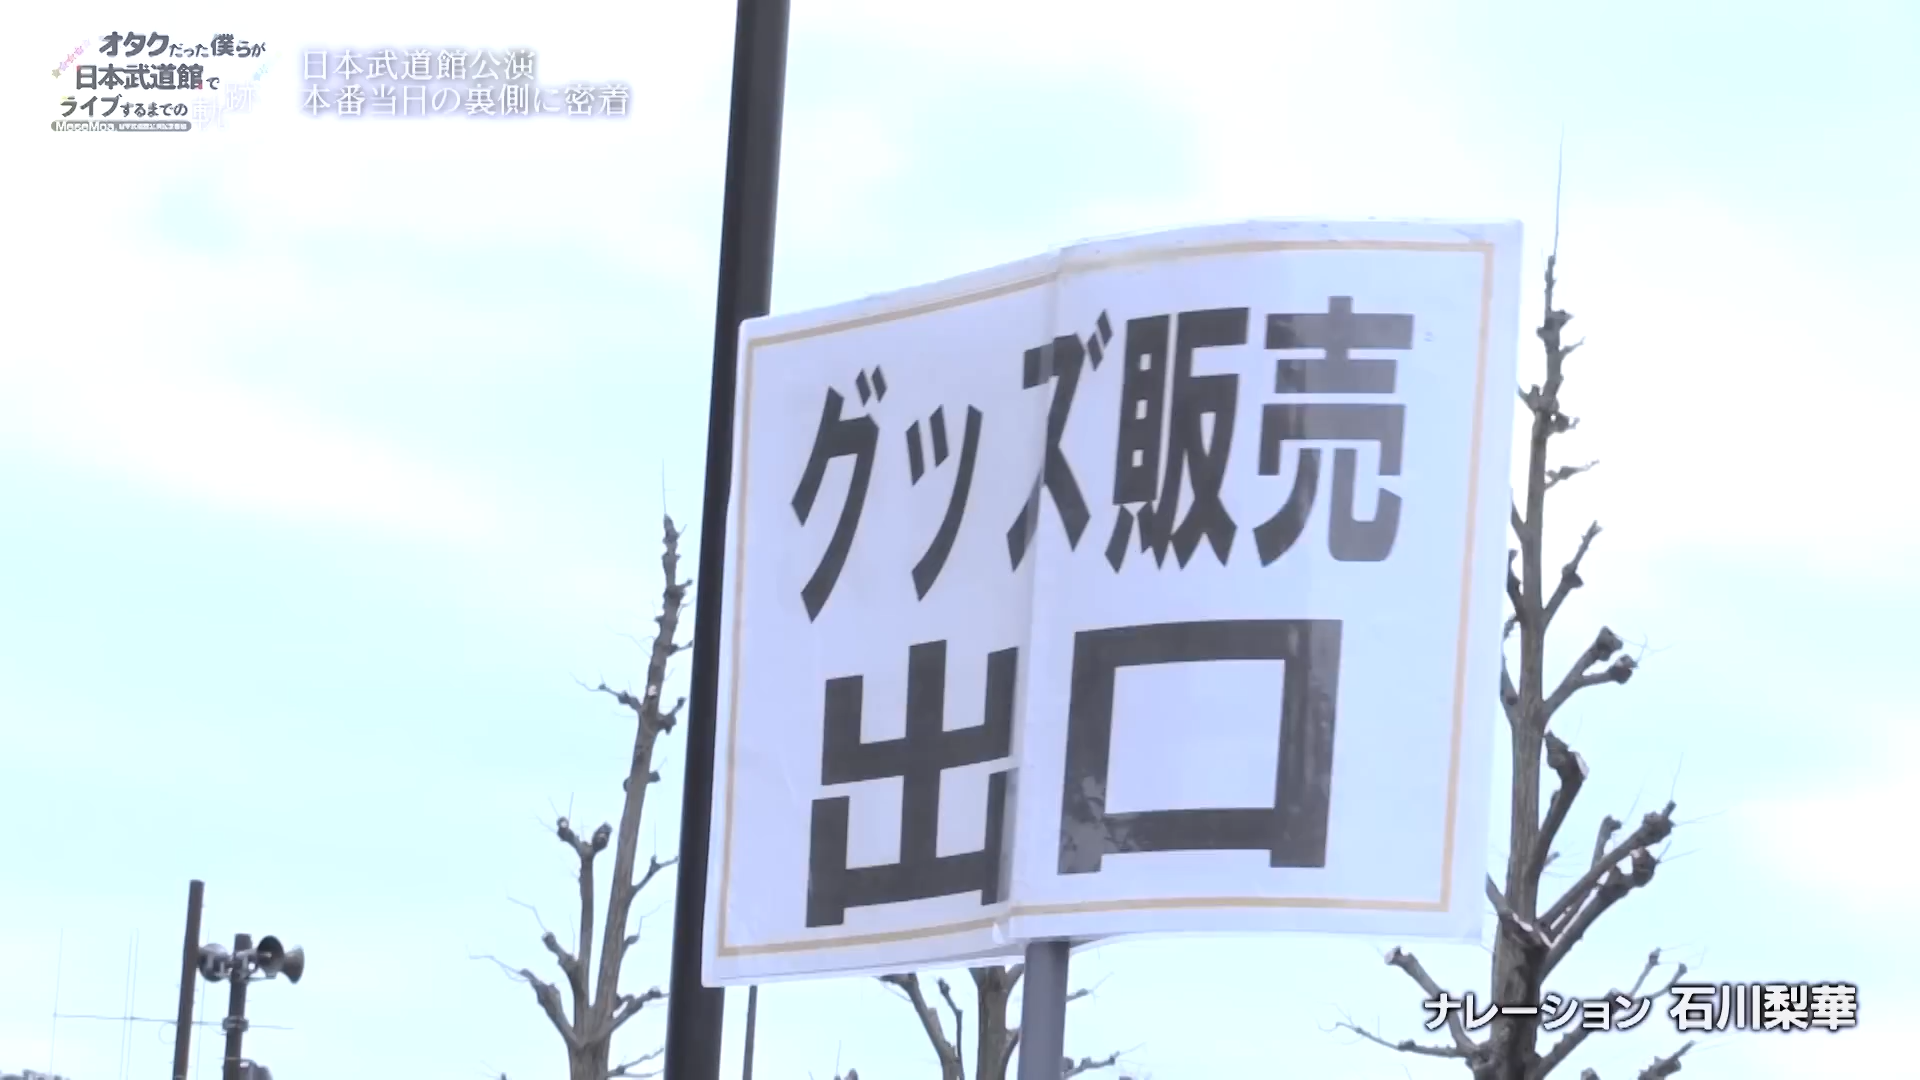 オタクだった僕らが
日本武道館で
ライブするまでの
軌跡
MaseMoa
日本武道館公演
本番当日の裏側に密着
グッズ販売
出口
ナレーション 石川梨華